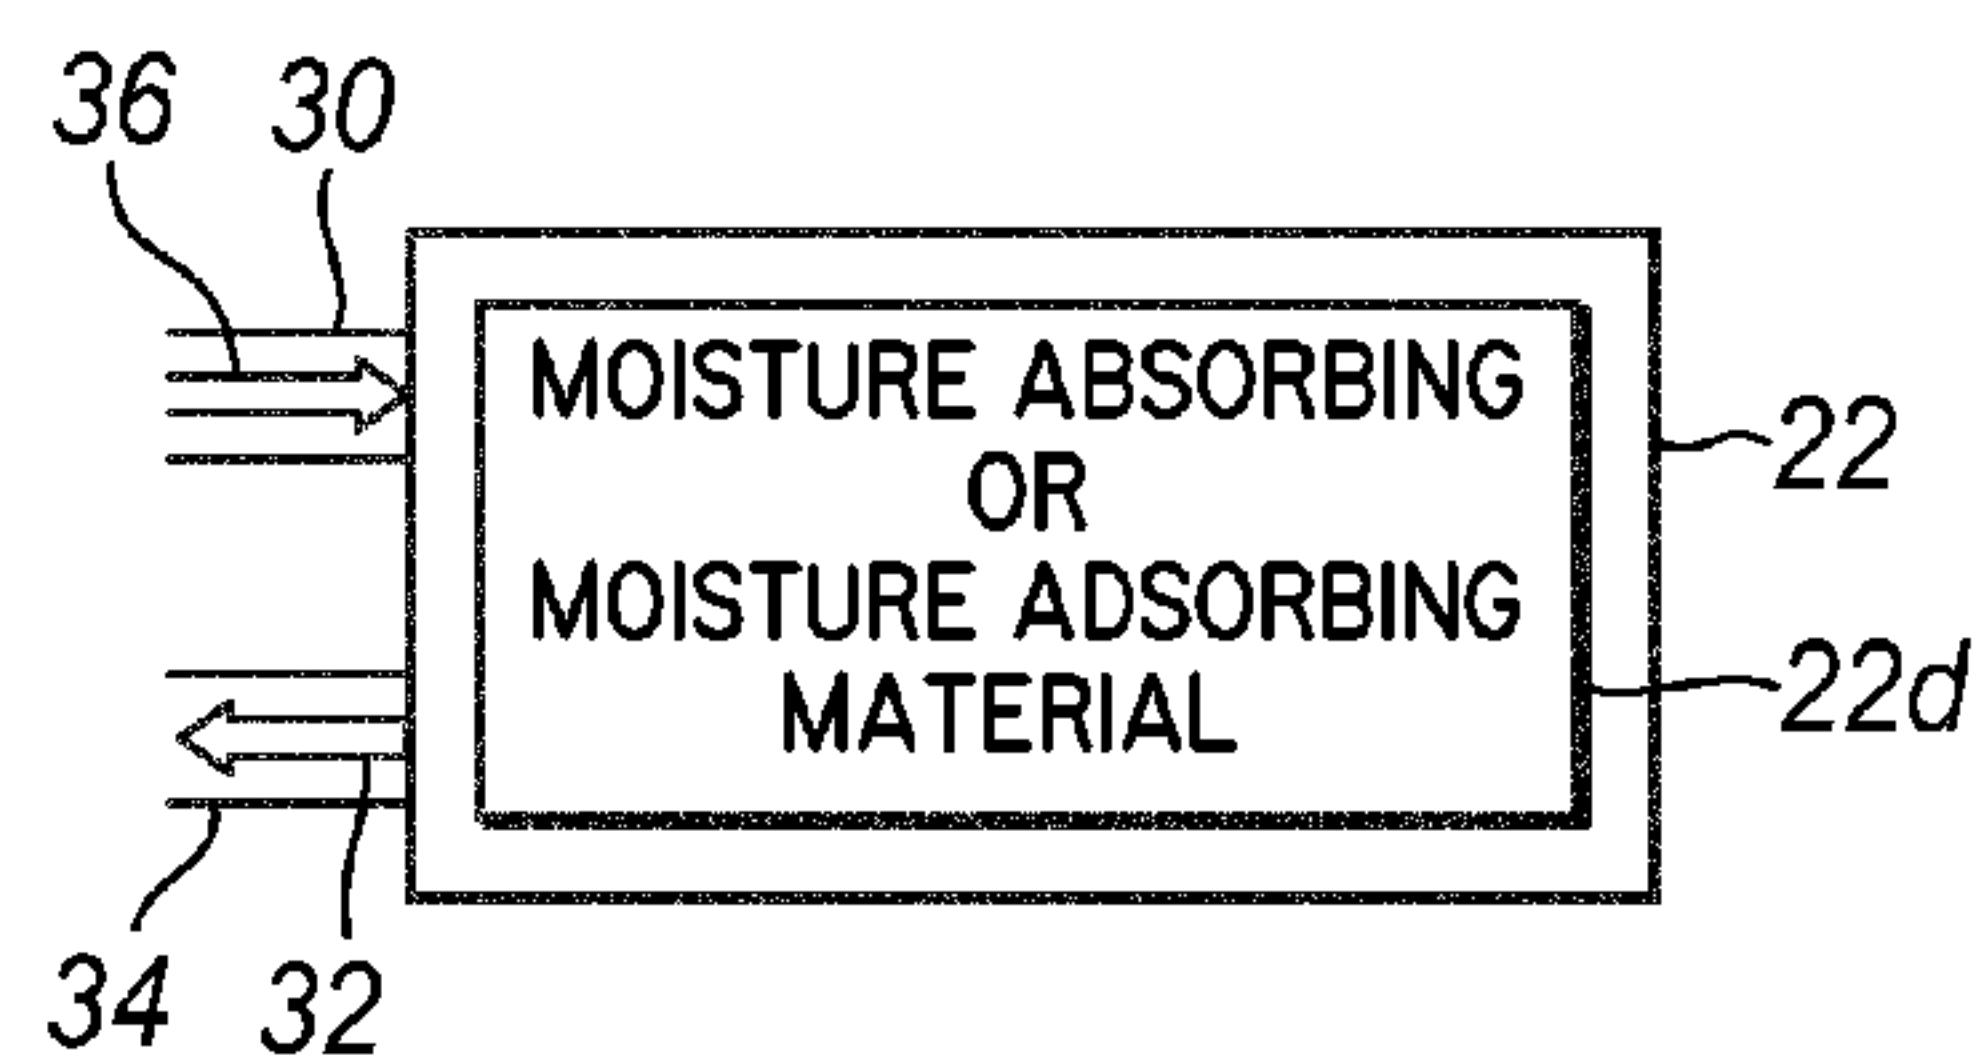 36 30
MOISTURE ABSORBING
OR
MOISTURE ADSORBING
MATERIAL
22
22d
34 32